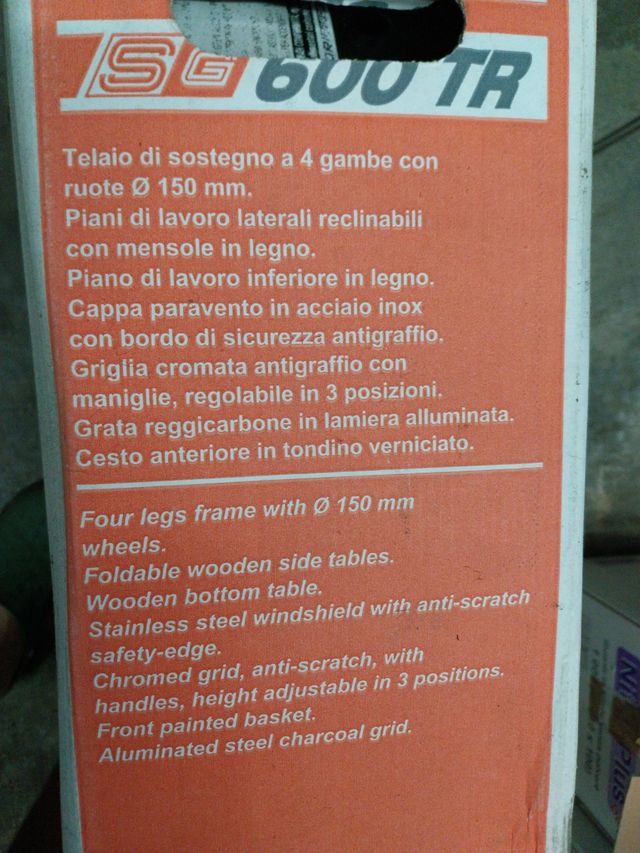 SG 600 TR
Telaio di sostegno a 4 gambe con
ruote Ø 150 mm.
Piani di lavoro laterali reclinabili
con mensole in legno.
Piano di lavoro inferiore in legno.
Cappa paravento in acciaio inox
con bordo di sicurezza antigraffio.
Griglia cromata antigraffio con
maniglie, regolabile in 3 posizioni.
Grata reggicarbone in lamiera alluminata.
Cesto anteriore in tondino verniciato.
Four legs frame with Ø 150 mm
wheels.
Foldable wooden side tables.
Wooden bottom table.
Stainless steel windshield with anti-scratch
safety-edge.
Chromed grid, anti-scratch, with
handles, height adjustable in 3 positions.
Front painted basket.
Aluminated steel charcoal grid.
Plus